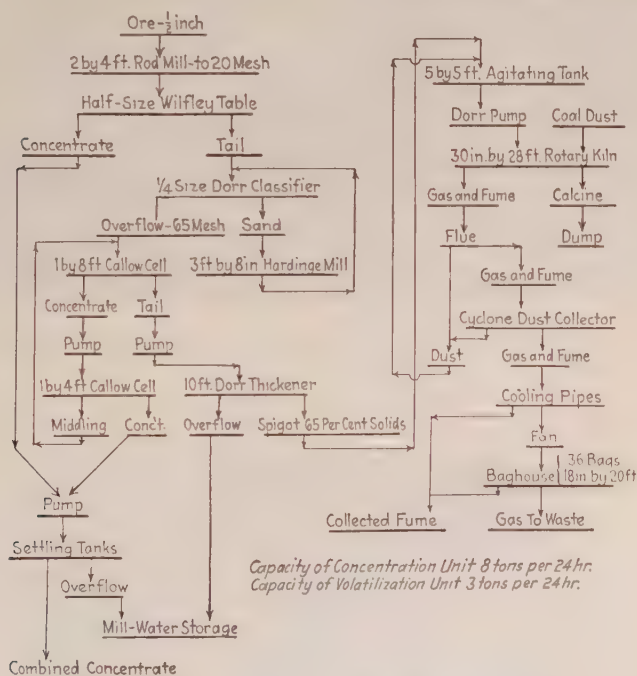 Ore-½inch
2 by 4 ft. Rod Mill-to 20 Mesh
Half-Size Wilfley Table
Concentrate
Tail
¼ Size Dorr Classifier
Overflow-65 Mesh
Sand
1 by 8 ft Callow Cell
3 ft by 8 in Hardinge Mill
Concentrate
Tail
Pump
Pump
1 by 4 ft Callow Cell
10 ft. Dorr Thickener
Middling
Conc't.
Overflow
Spigot 65 Per Cent Solids
Pump
Settling Tanks
Overflow
Mill-Water Storage
Combined Concentrate
5 by 5 ft. Agitating Tank
Dorr Pump
Coal Dust
30 in. by 28 ft. Rotary Kiln
Gas and Fume
Calcine
Flue
Dump
Gas and Fume
Cyclone Dust Collector
Dust
Gas and Fume
Cooling Pipes
Fan
Baghouse { 36 Bags
18 in by 20 ft
Collected Fume
Gas To Waste
Capacity of Concentration Unit 8 tons per 24 hr.
Capacity of Volatilization Unit 3 tons per 24 hr.